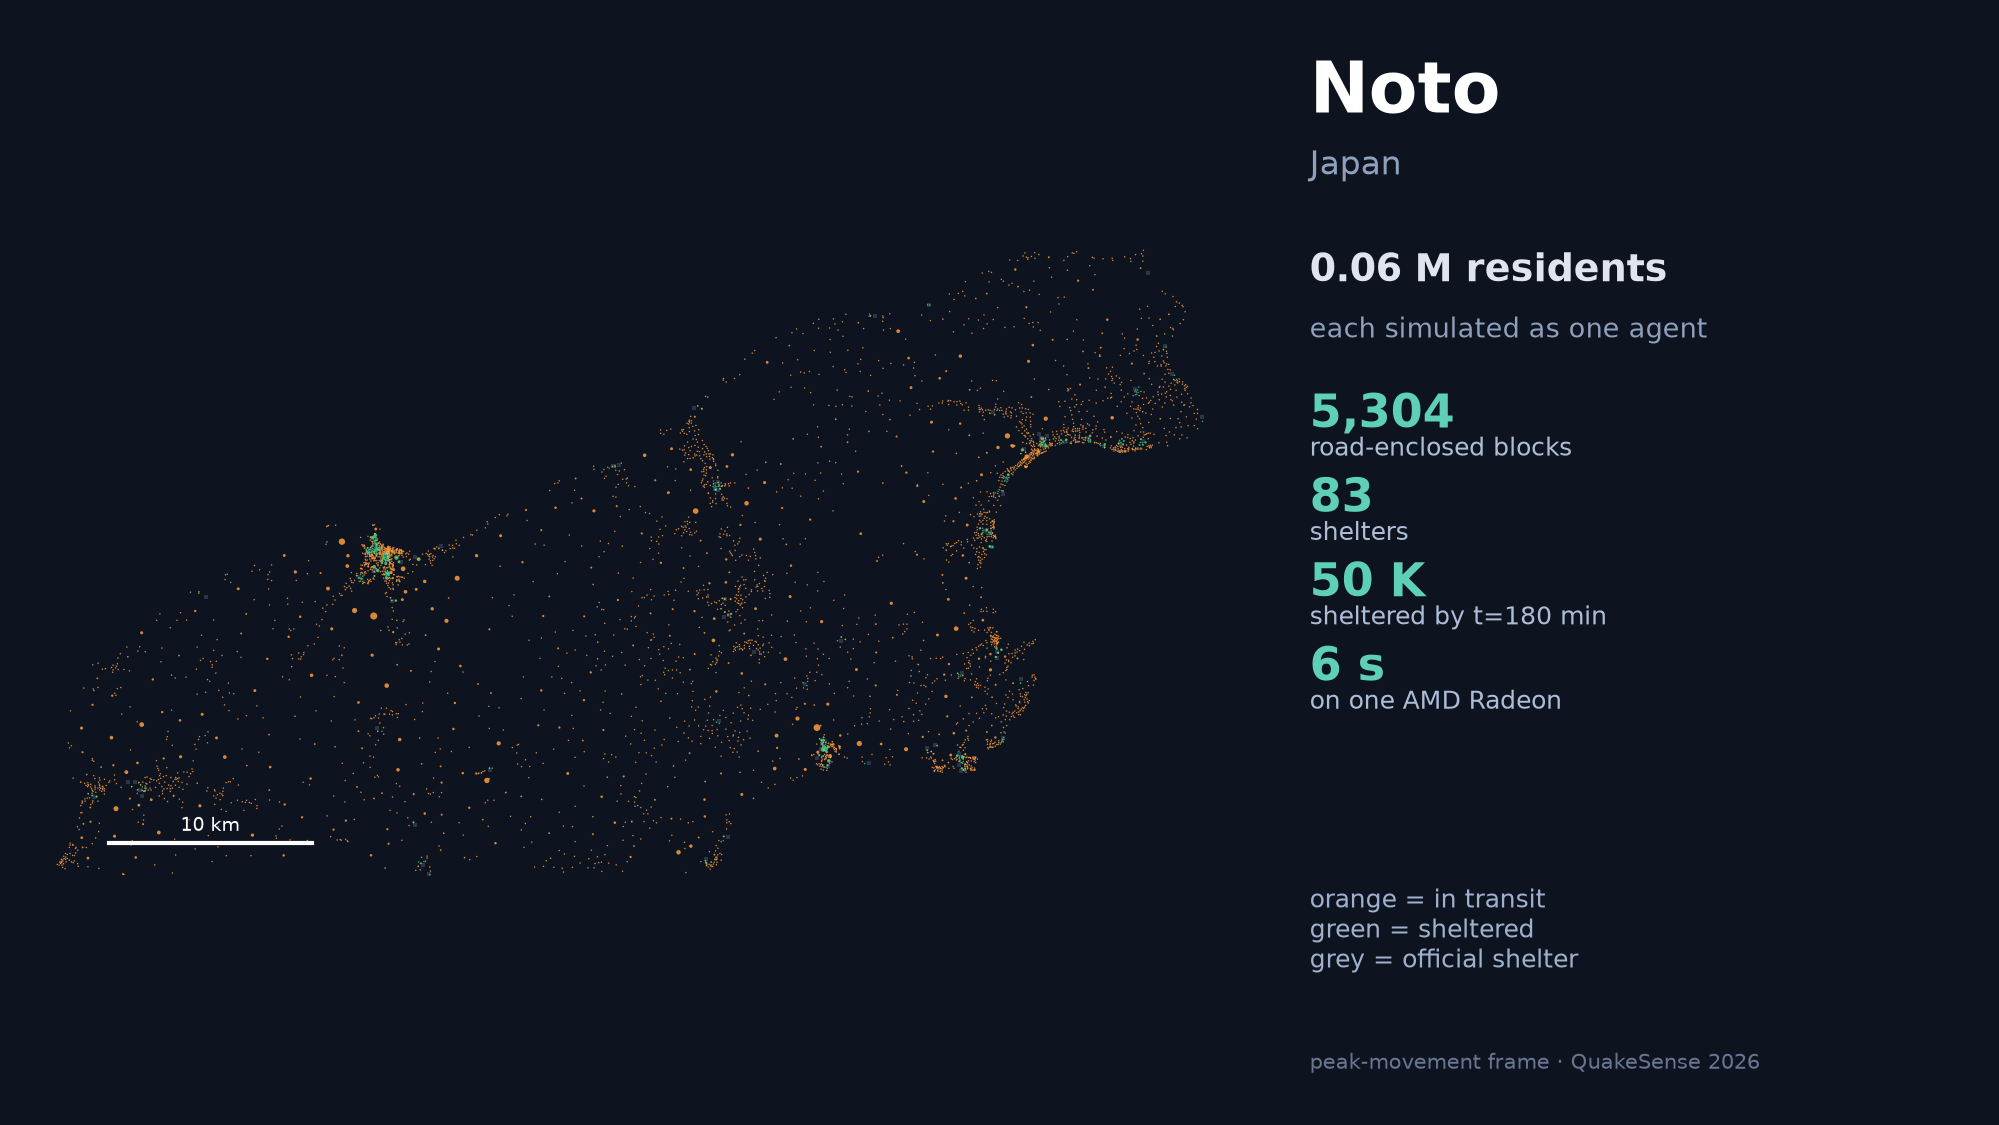 Noto
Japan
0.06 M residents
each simulated as one agent
5,304
road-enclosed blocks
83
shelters
50 K
sheltered by t=180 min
6 s
on one AMD Radeon
10 km
orange = in transit
green = sheltered
grey = official shelter
peak-movement frame · QuakeSense 2026